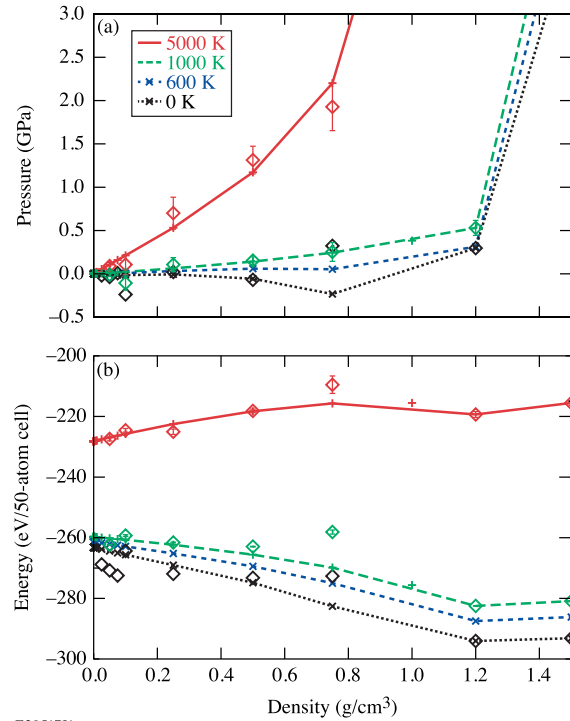 (a)
5000 K
1000 K
600 K
0 K
3.0
2.5
2.0
1.5
1.0
0.5
0.0
–0.5
Pressure (GPa)
(b)
–200
–220
–240
–260
–280
–300
Energy (eV/50-atom cell)
0.0 0.2 0.4 0.6 0.8 1.0 1.2 1.4
Density (g/cm³)